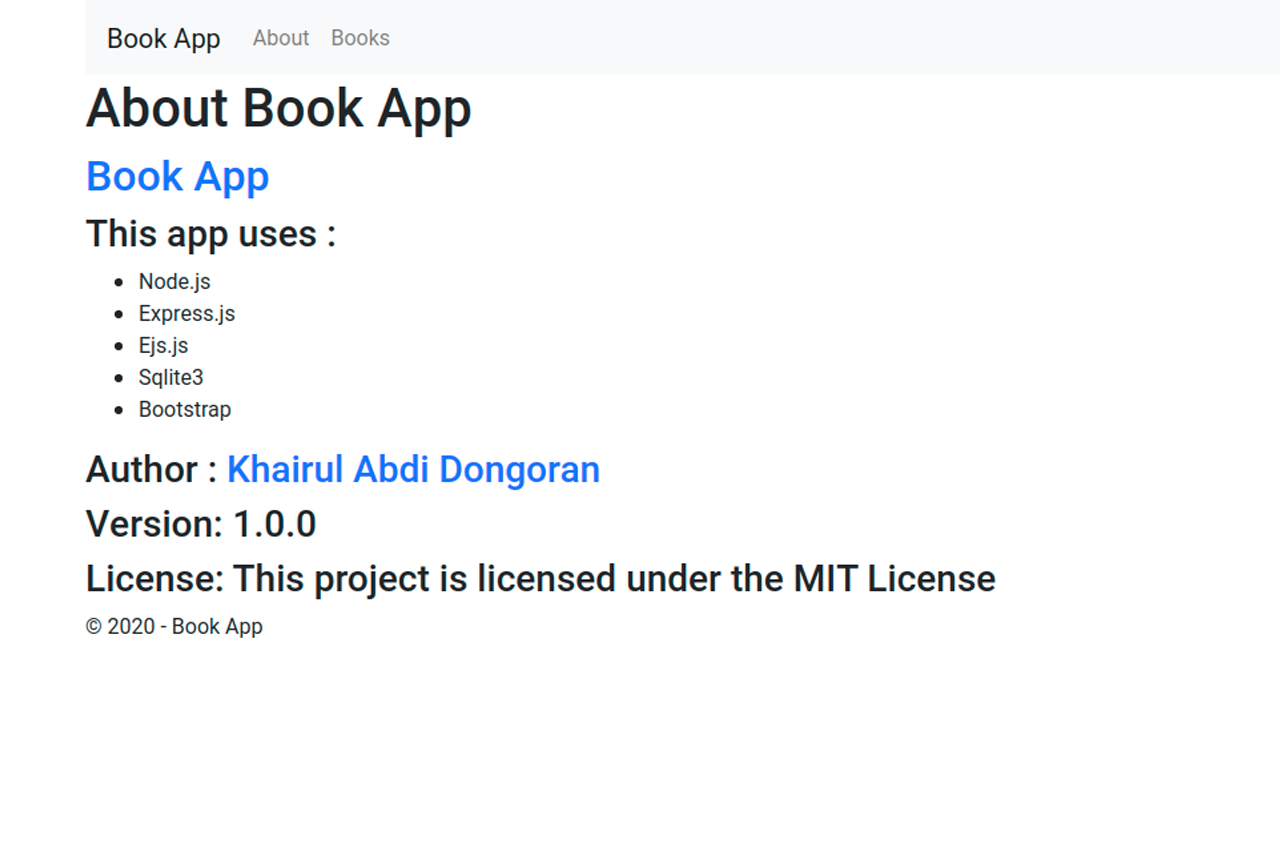 Book App About Books
About Book App
Book App
This app uses :
Node.js
Express.js
Ejs.js
Sqlite3
Bootstrap
Author : Khairul Abdi Dongoran
Version: 1.0.0
License: This project is licensed under the MIT License
© 2020 - Book App